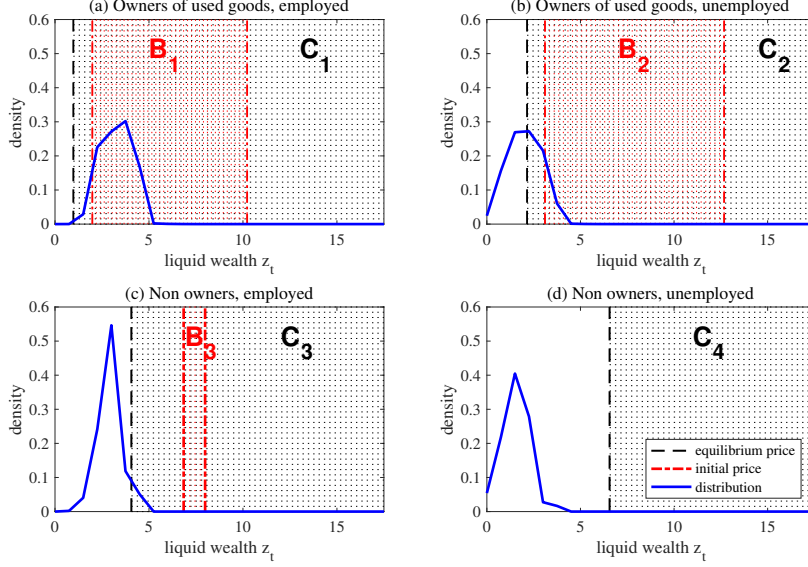 (a) Owners of used goods, employed
0.6
0.5
0.4
0.3
0.2
0.1
0
density
B1
C1
0 5 10 15
liquid wealth z_t
(b) Owners of used goods, unemployed
0.6
0.5
0.4
0.3
0.2
0.1
0
density
B2
C2
0 5 10 15
liquid wealth z_t
(c) Non owners, employed
0.6
0.5
0.4
0.3
0.2
0.1
0
density
B3
C3
0 5 10 15
liquid wealth z_t
(d) Non owners, unemployed
0.6
0.5
0.4
0.3
0.2
0.1
0
density
C4
equilibrium price
initial price
distribution
0 5 10 15
liquid wealth z_t